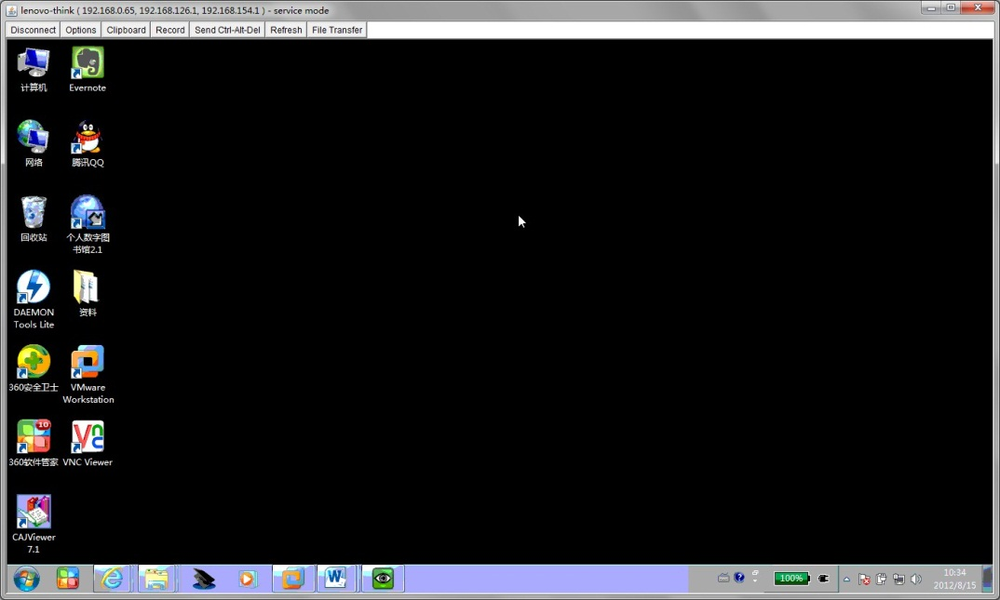 lenovo-think ( 192.168.0.65, 192.168.126.1, 192.168.154.1 ) - service mode
Disconnect Options Clipboard Record Send Ctrl-Alt-Del Refresh File Transfer
计算机
Evernote
网络
腾讯QQ
回收站
个人数字图
书馆2.1
DAEMON
Tools Lite
资料
360安全卫士
VMware
Workstation
10
360软件管家
VNC Viewer
CAJViewer
7.1
100%
10:34
2012/8/15